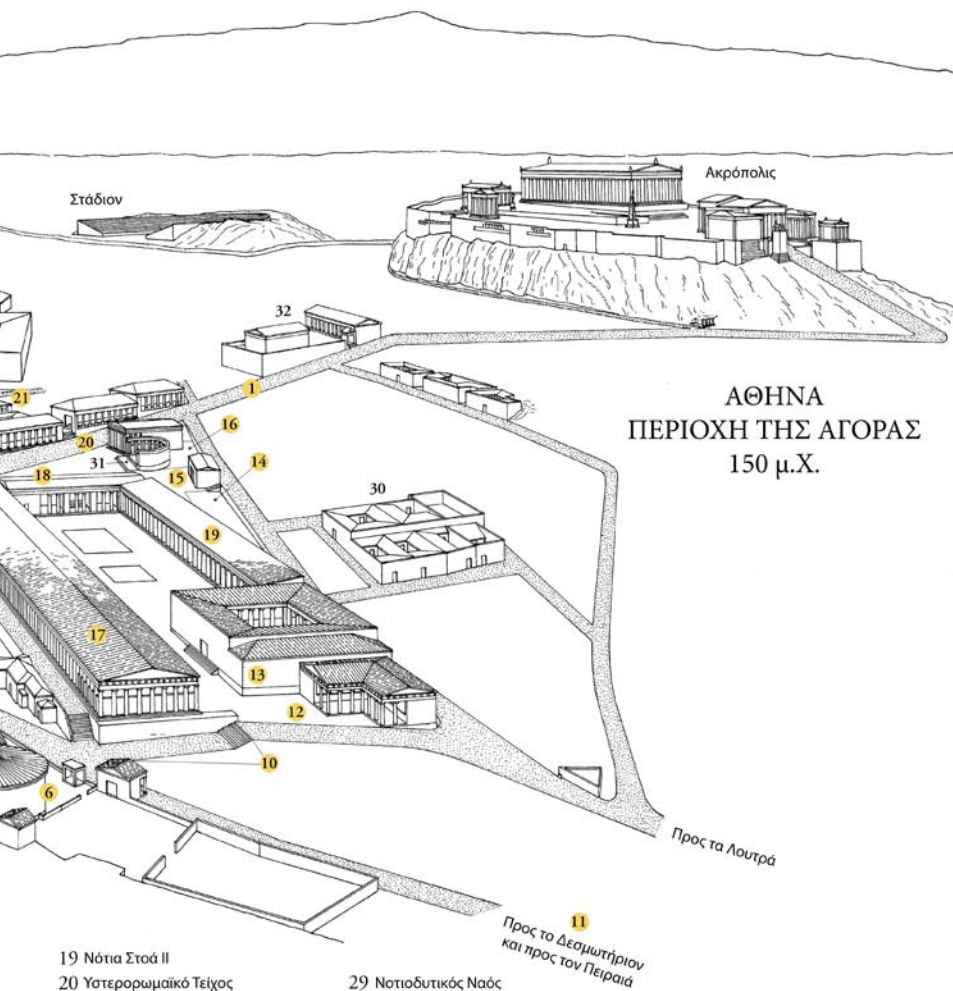 Ακρόπολις
Στάδιον
32
21
1
ΑΘΗΝΑ
ΠΕΡΙΟΧΗ ΤΗΣ ΑΓΟΡΑΣ
150 μ.Χ.
16
20
31
14
18
15
30
19
17
13
12
10
6
Προς τα Λουτρά
11
Προς το Δεσμωτήριον
και προς τον Πειραιά
19 Νότια Στοά ΙΙ
20 Υστερορωμαϊκό Τείχος
29 Νοτιοδυτικός Ναός